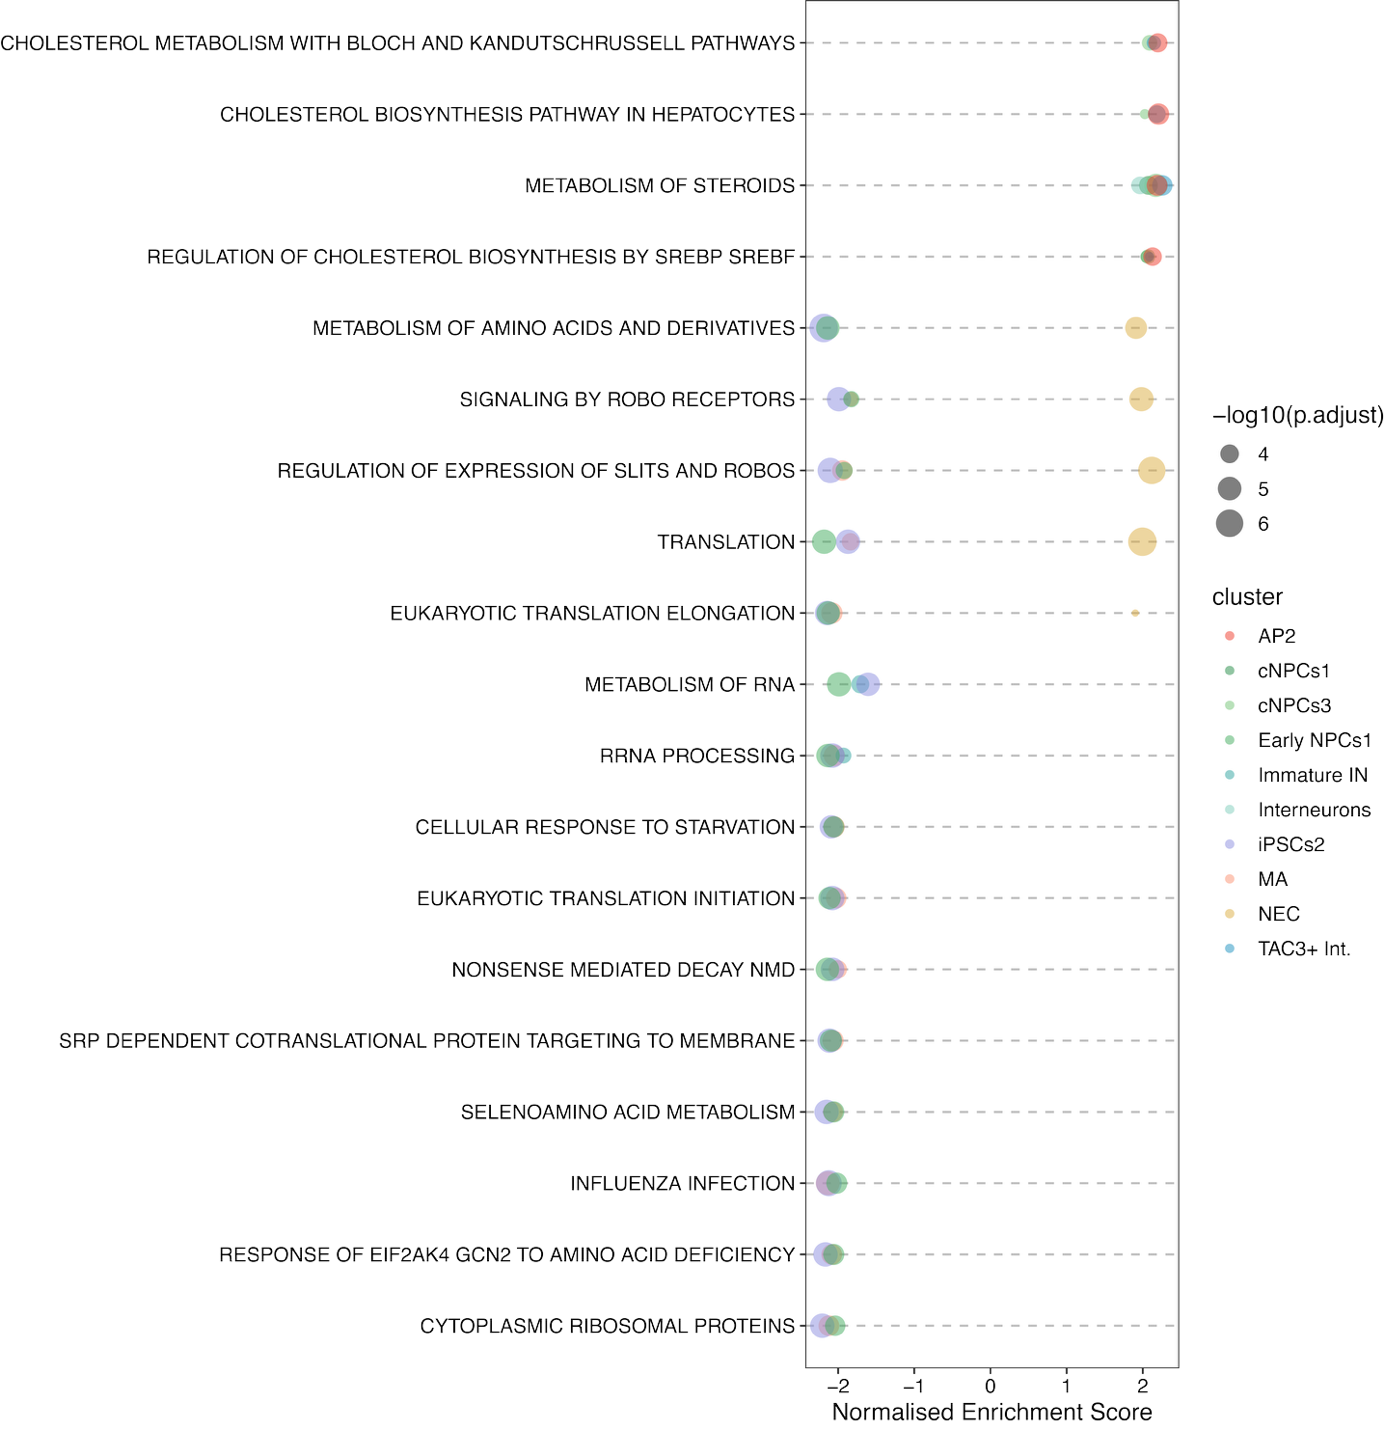 CHOLESTEROL METABOLISM WITH BLOCH AND KANDUTSCHRUSSELL PATHWAYS
CHOLESTEROL BIOSYNTHESIS PATHWAY IN HEPATOCYTES
METABOLISM OF STEROIDS
REGULATION OF CHOLESTEROL BIOSYNTHESIS BY SREBP SREBF
METABOLISM OF AMINO ACIDS AND DERIVATIVES
SIGNALING BY ROBO RECEPTORS
REGULATION OF EXPRESSION OF SLITS AND ROBOS
TRANSLATION
EUKARYOTIC TRANSLATION ELONGATION
METABOLISM OF RNA
RRNA PROCESSING
CELLULAR RESPONSE TO STARVATION
EUKARYOTIC TRANSLATION INITIATION
NONSENSE MEDIATED DECAY NMD
SRP DEPENDENT COTRANSLATIONAL PROTEIN TARGETING TO MEMBRANE
SELENOAMINO ACID METABOLISM
INFLUENZA INFECTION
RESPONSE OF EIF2AK4 GCN2 TO AMINO ACID DEFICIENCY
CYTOPLASMIC RIBOSOMAL PROTEINS
−2 −1 0 1 2
Normalised Enrichment Score
−log10(p.adjust)
4
5
6
cluster
AP2
cNPCs1
cNPCs3
Early NPCs1
Immature IN
Interneurons
iPSCs2
MA
NEC
TAC3+ Int.